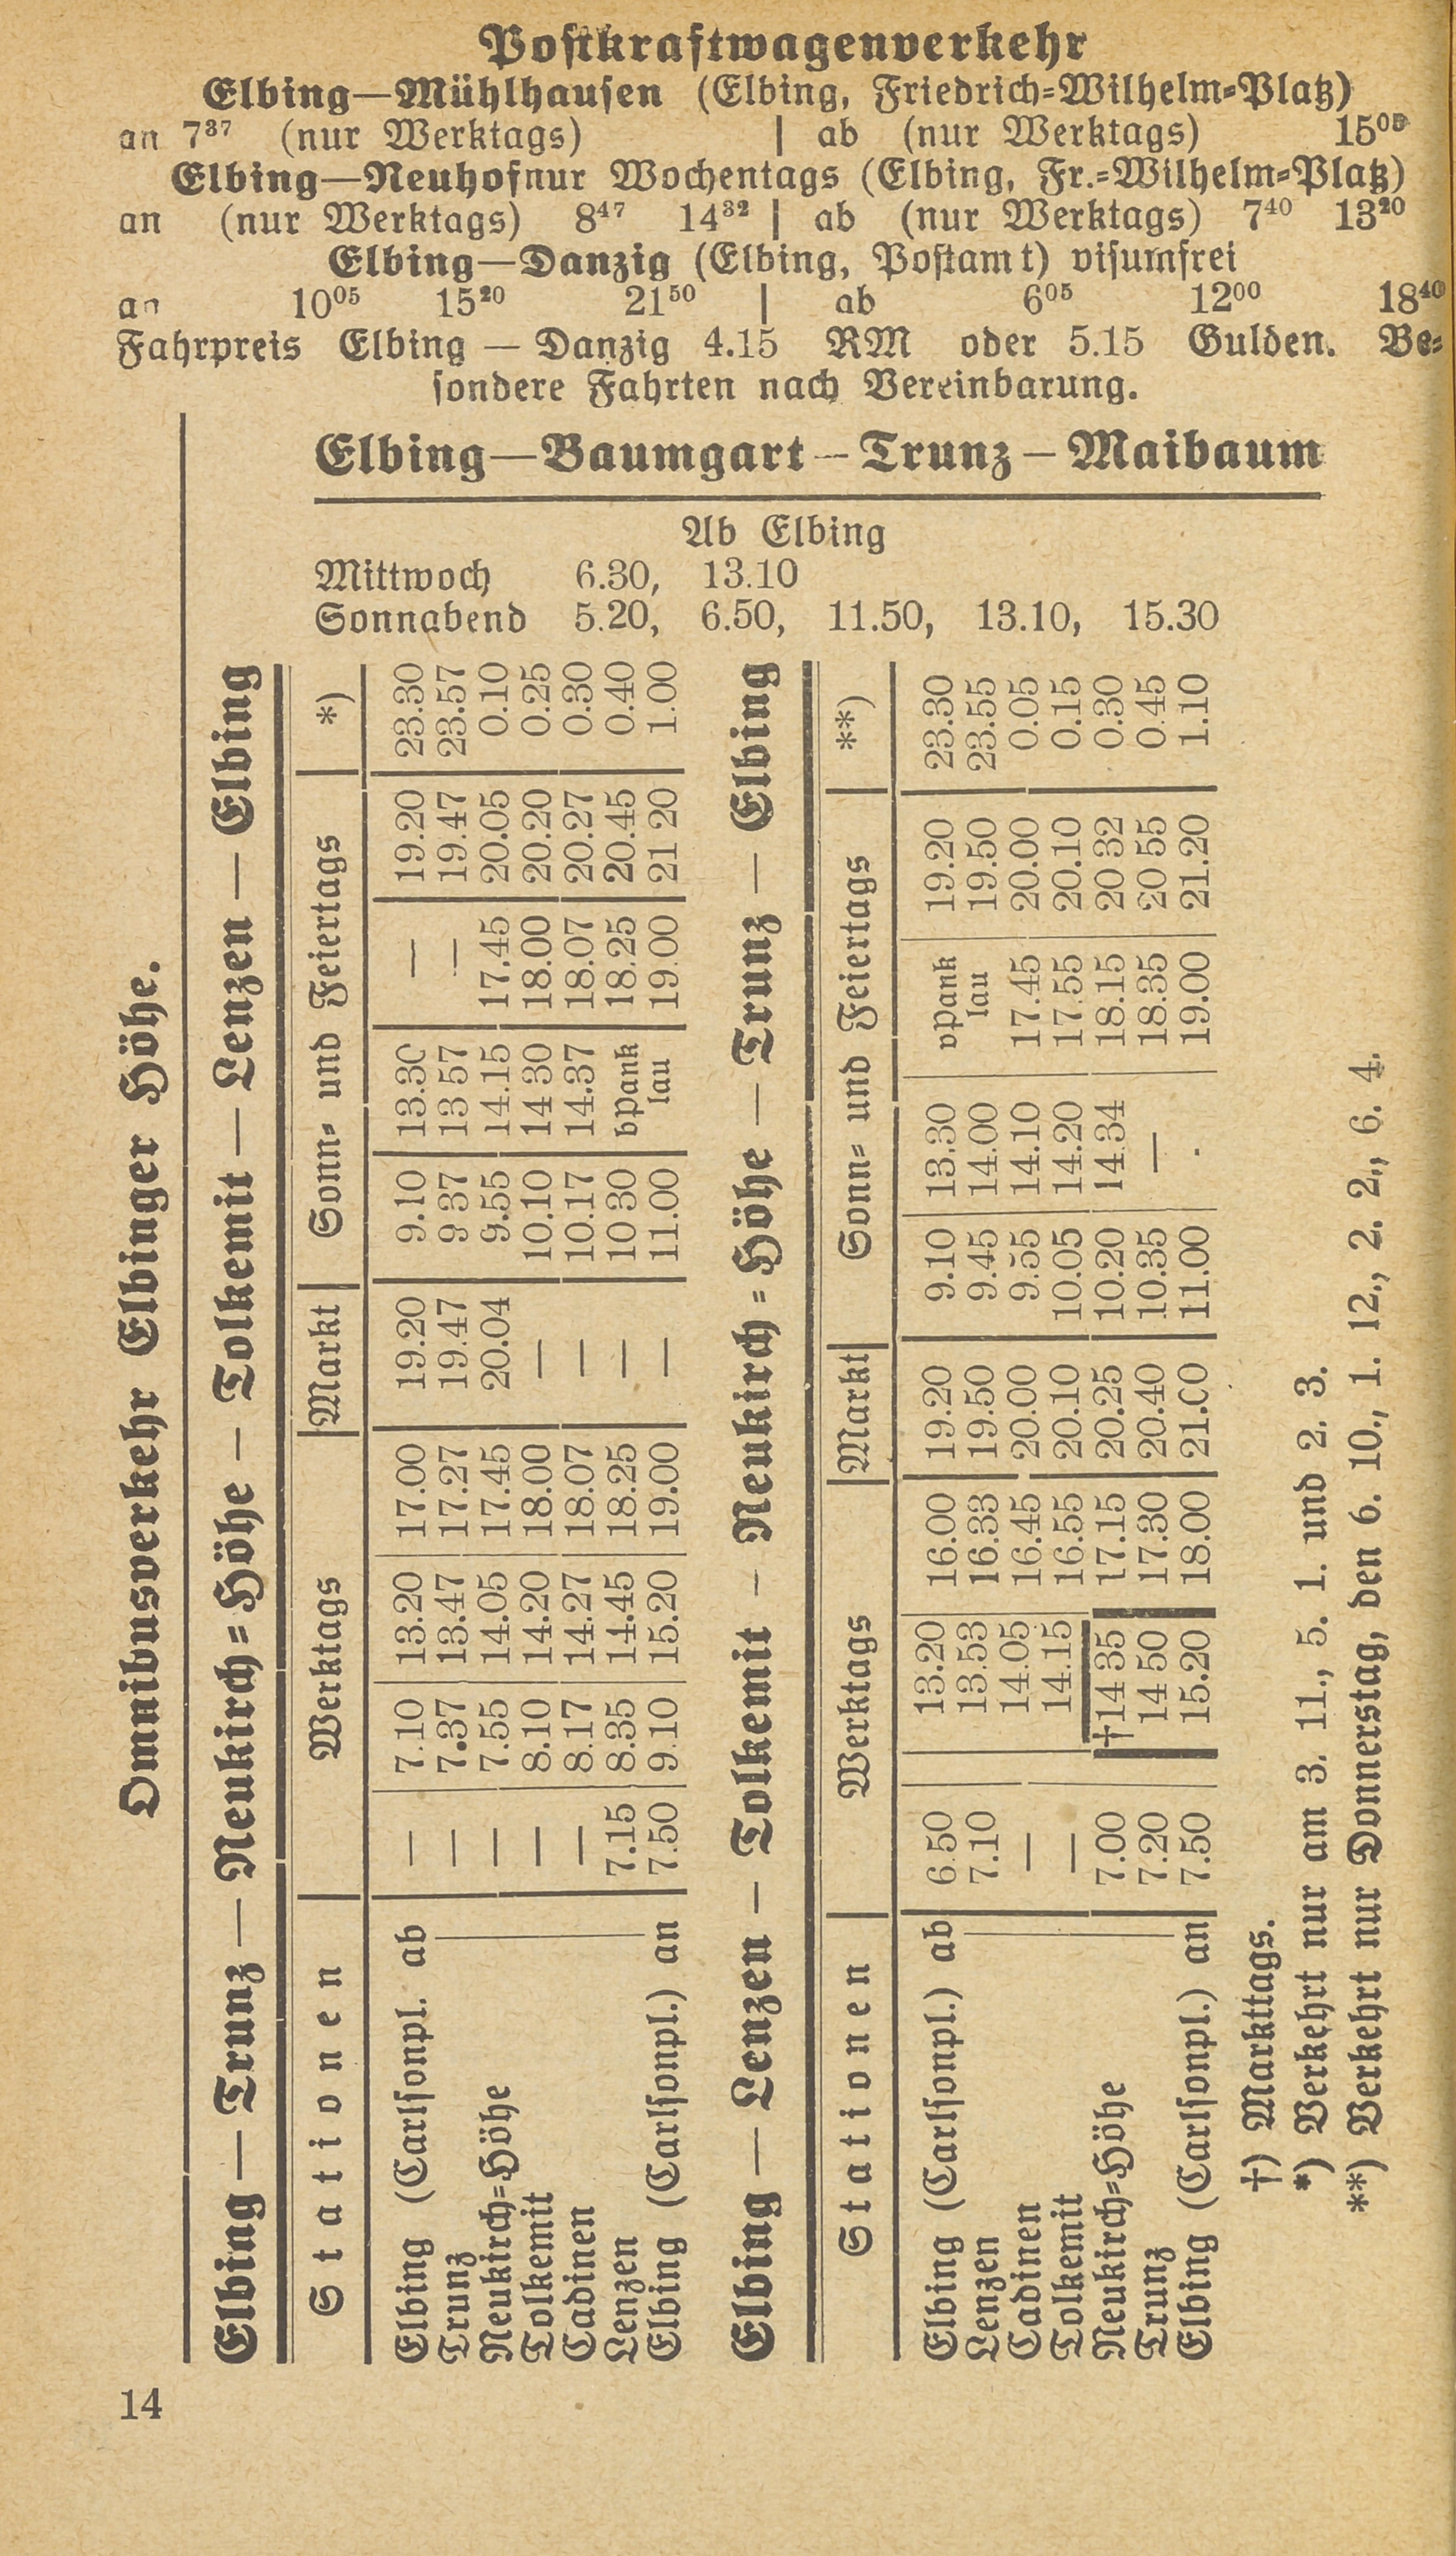 Postkraftwagenverkehr
Elbing—Mühlhausen (Elbing, Friedrich=Wilhelm=Platz)
an 7³⁷ (nur Werktags) | ab (nur Werktags) 15⁰⁵
Elbing—Neuhof nur Wochentags (Elbing, Fr.=Wilhelm=Platz)
an (nur Werktags) 8⁴⁷ 14³² | ab (nur Werktags) 7⁴⁰ 13²⁰
Elbing—Danzig (Elbing, Postamt) visumfrei
an 10⁰⁵ 15²⁰ 21⁵⁰ | ab 6⁰⁵ 12⁰⁰ 18⁴⁰
Fahrpreis Elbing — Danzig 4.15 RM oder 5.15 Gulden. Be=
sondere Fahrten nach Vereinbarung.
Elbing—Baumgart—Trunz—Maibaum
Ab Elbing
Mittwoch 6.30, 13.10
Sonnabend 5.20, 6.50, 11.50, 13.10, 15.30
Omnibusverkehr Elbinger Höhe.
Elbing — Trunz — Neukirch=Höhe — Tolkemit — Lenzen — Elbing
Stationen | Werktags | Markt | Sonn= und Feiertags | *)
Elbing (Carlsonpl. ab — 7.10 13.20 17.00 19.20 9.10 13.30 — 19.20 23.30
Trunz — 7.37 13.47 17.27 19.47 9 37 13 57 — 19.47 23.57
Neukirch=Höhe — 7.55 14.05 17.45 20.04 9.55 14.15 17.45 20.05 0.10
Tolkemit — 8.10 14.20 18.00 — 10.10 14 30 18.00 20.20 0.25
Cadinen — 8.17 14.27 18.07 — 10.17 14.37 18.07 20.27 0.30
Lenzen 7.15 8.35 14.45 18.25 — 10 30 bPank 18.25 20.45 0.40
Elbing (Carlsonpl.) an 7.50 9.10 15.20 19.00 — 11.00 lau 19.00 21 20 1.00
Elbing — Lenzen — Tolkemit — Neukirch=Höhe — Trunz — Elbing
Stationen | Werktags | Markt | Sonn= und Feiertags | **)
Elbing (Carlsonpl.) ab 6.50 13.20 16.00 19.20 9.10 13.30 vPank 19.20 23.30
Lenzen 7.10 13.53 16.33 19.50 9.45 14.00 lau 19.50 23.55
Cadinen — 14.05 16.45 20.00 9.55 14.10 17.45 20.00 0.05
Tolkemit — 14.15 16.55 20.10 10.05 14.20 17.55 20.10 0.15
Neukirch=Höhe 7.00 †14 35 17.15 20.25 10.20 14.34 18.15 20 32 0.30
Trunz 7.20 14 50 17.30 20.40 10.35 — 18.35 20 55 0.45
Elbing (Carlsonpl.) an 7.50 15.20 18.00 21.00 11.00 . 19.00 21.20 1.10
†) Markttags.
*) Verkehrt nur am 3. 11., 5. 1. und 2. 3.
**) Verkehrt nur Donnerstag, den 6. 10., 1. 12., 2. 2., 6. 4.
14